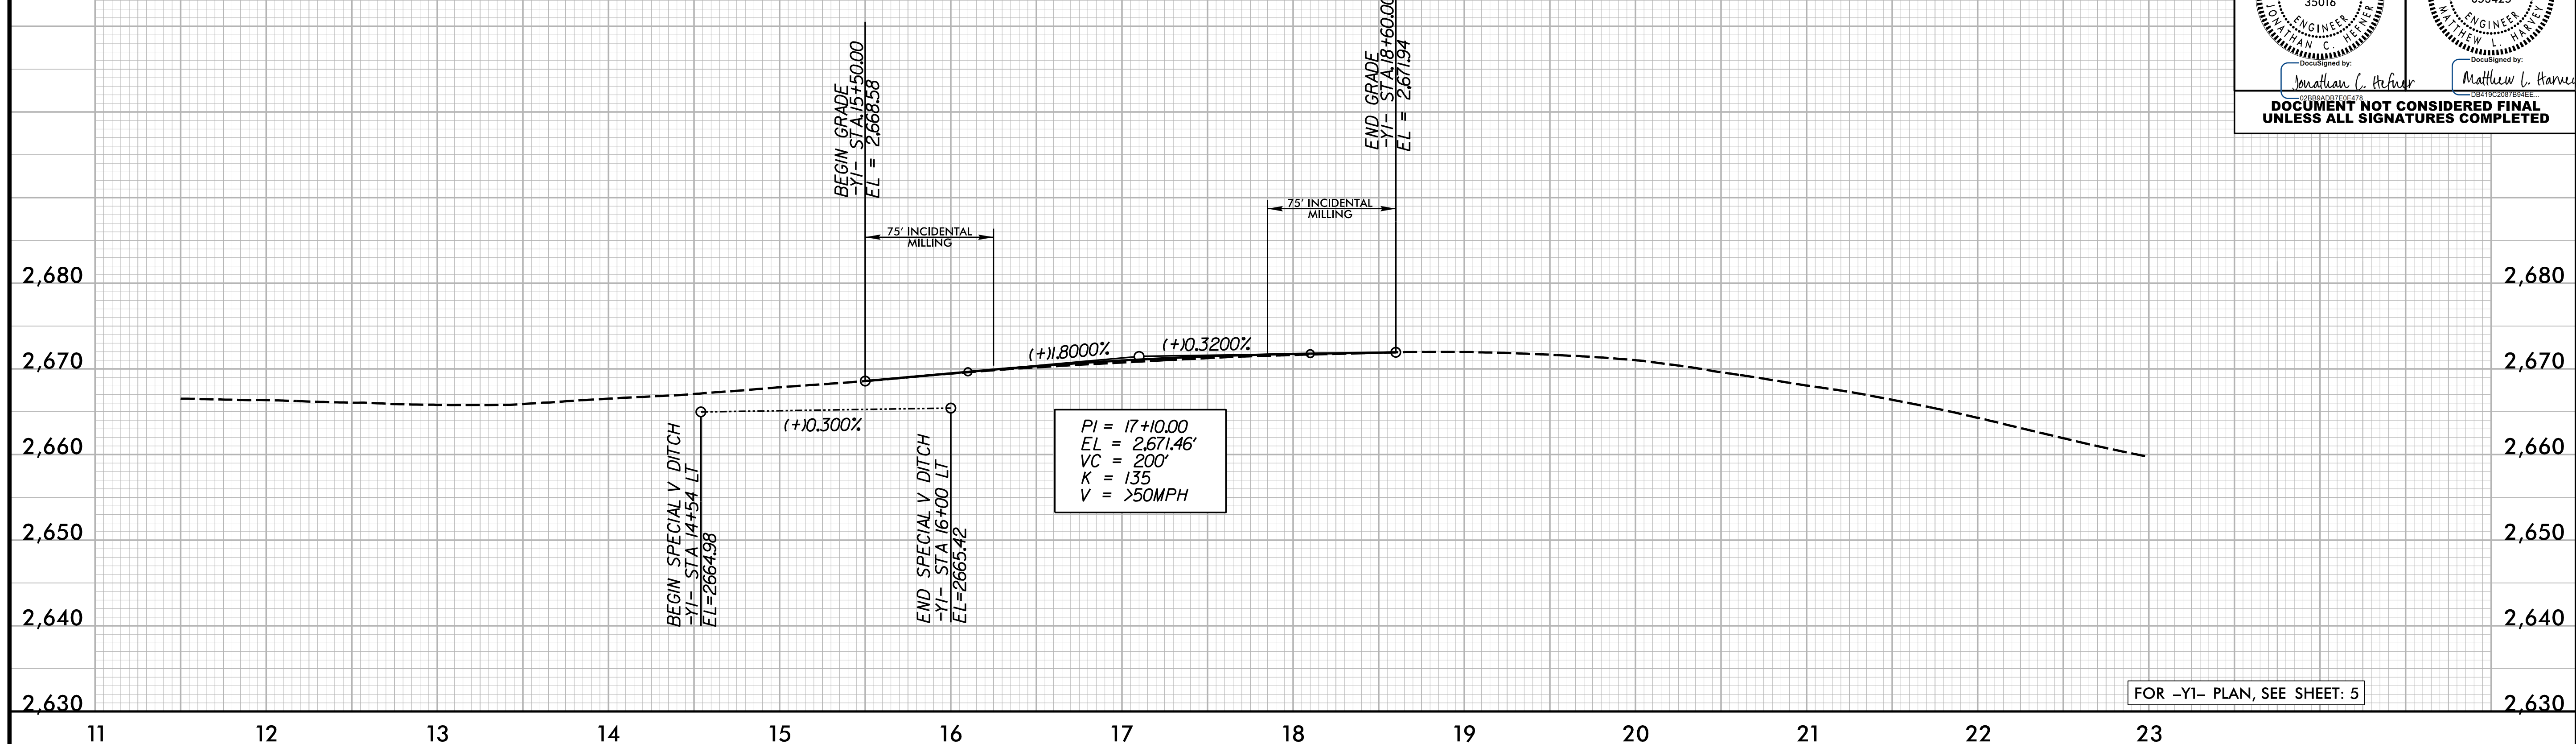 35016
ENGINEER
JONATHAN C. HEFNER
ENGINEER
MATTHEW L. HARVEY
DocuSigned by:
Jonathan C. Hefner
02BB9ADB7E0E478
DocuSigned by:
DB419C2087B94EE...
DOCUMENT NOT CONSIDERED FINAL
UNLESS ALL SIGNATURES COMPLETED
BEGIN GRADE
-Y1- STA.15+50.00
EL = 2,668.58
END GRADE
-Y1- STA.18+60.00
EL = 2,671.94
75' INCIDENTAL
MILLING
75' INCIDENTAL
MILLING
2,680
2,680
(+)1.8000%
(+)0.3200%
2,670
2,670
(+)0.300%
2,660
2,660
BEGIN SPECIAL V DITCH
-Y1- STA 14+54 LT
EL=2664.98
END SPECIAL V DITCH
-Y1- STA 16+00 LT
EL=2665.42
PI = 17+10.00
EL = 2,671.46'
VC = 200'
K = 135
V = >50MPH
2,650
2,650
2,640
2,640
FOR -Y1- PLAN, SEE SHEET: 5
2,630
2,630
11 12 13 14 15 16 17 18 19 20 21 22 23